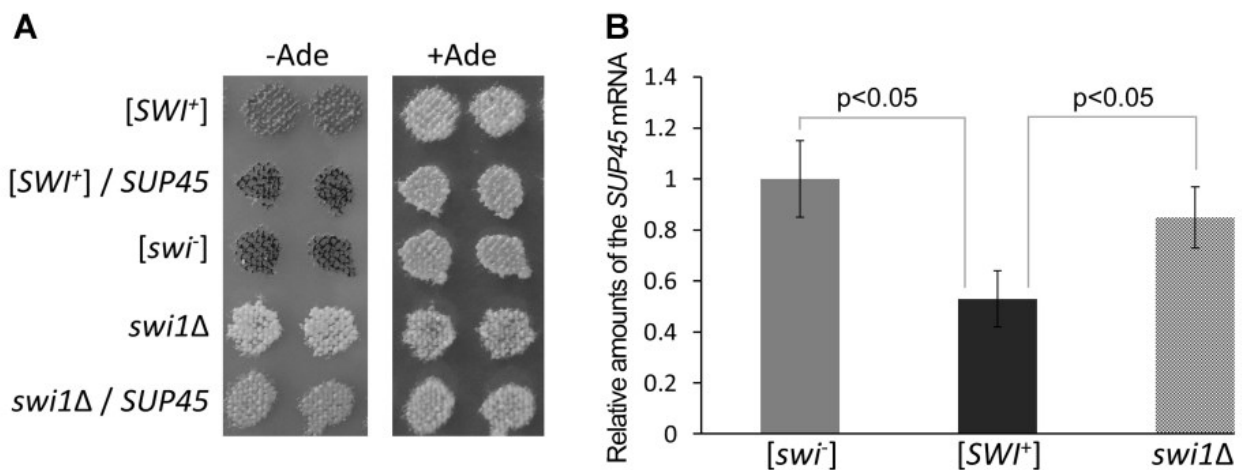 A
-Ade +Ade
[SWI⁺]
[SWI⁺] / SUP45
[swi⁻]
swi1Δ
swi1Δ / SUP45
B
Relative amounts of the SUP45 mRNA
1.4
1.2
1
0.8
0.6
0.4
0.2
0
p<0.05 p<0.05
[swi⁻] [SWI⁺] swi1Δ